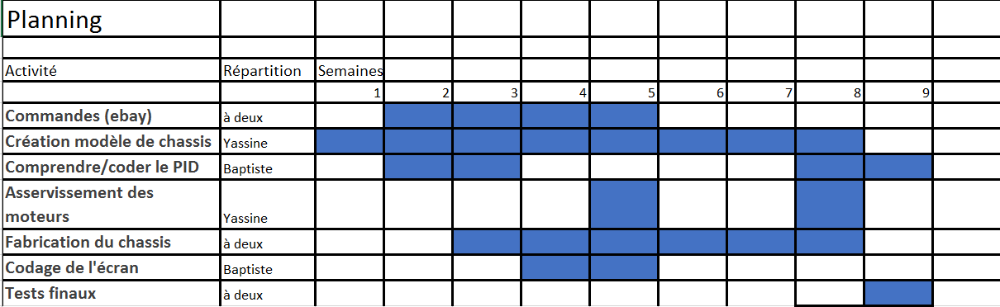 Planning
Activité Répartition Semaines
1 2 3 4 5 6 7 8 9
Commandes (ebay) à deux
Création modèle de chassis Yassine
Comprendre/coder le PID Baptiste
Asservissement des
moteurs Yassine
Fabrication du chassis à deux
Codage de l'écran Baptiste
Tests finaux à deux